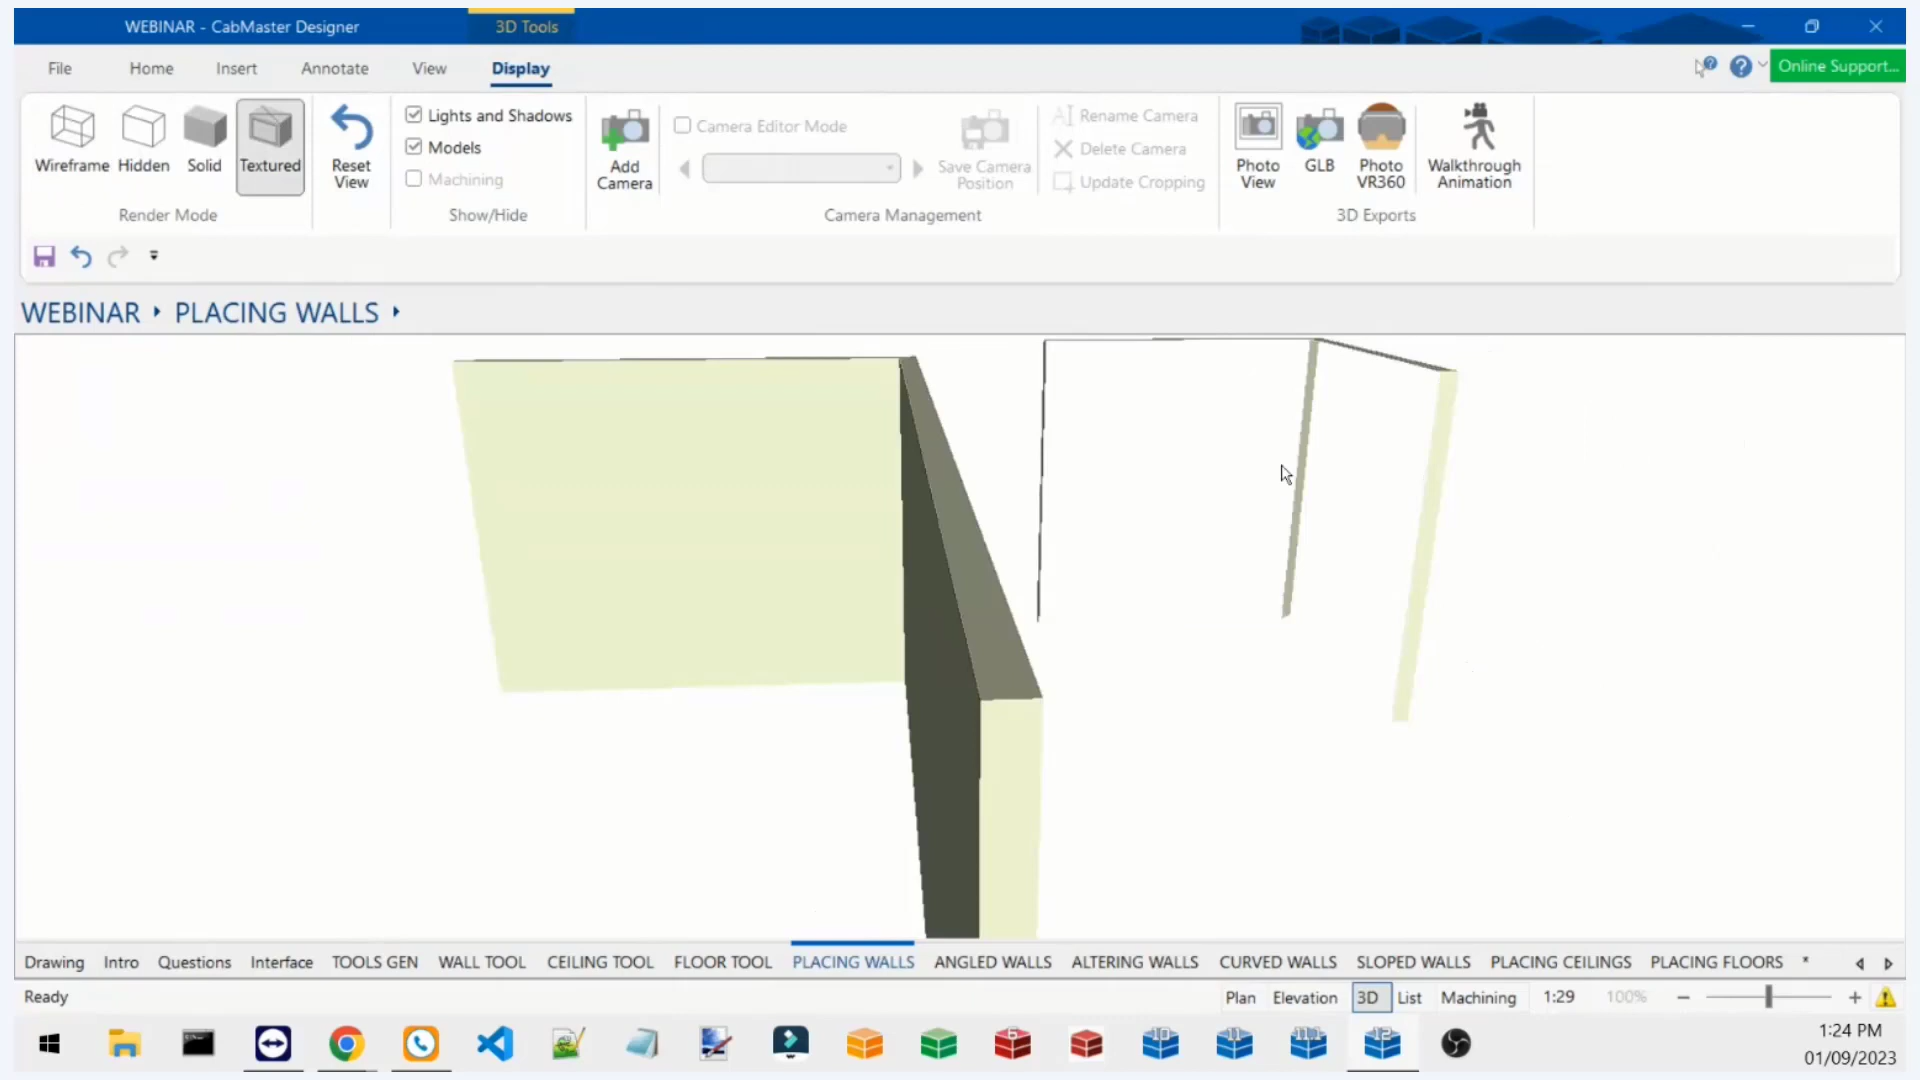 WEBINAR - CabMaster Designer
3D Tools
File
Home
Insert
Annotate
View
Display
Online Support...
Wireframe
Hidden
Solid
Textured
Render Mode
Reset
View
Lights and Shadows
Models
Machining
Show/Hide
Add
Camera
Camera Editor Mode
Save Camera
Position
Rename Camera
Delete Camera
Update Cropping
Camera Management
Photo
View
GLB
Photo
VR360
Walkthrough
Animation
3D Exports
WEBINAR
PLACING WALLS
Drawing
Intro
Questions
Interface
TOOLS GEN
WALL TOOL
CEILING TOOL
FLOOR TOOL
PLACING WALLS
ANGLED WALLS
ALTERING WALLS
CURVED WALLS
SLOPED WALLS
PLACING CEILINGS
PLACING FLOORS
*
Ready
Plan
Elevation
3D
List
Machining
1:29
100%
1:24 PM
01/09/2023